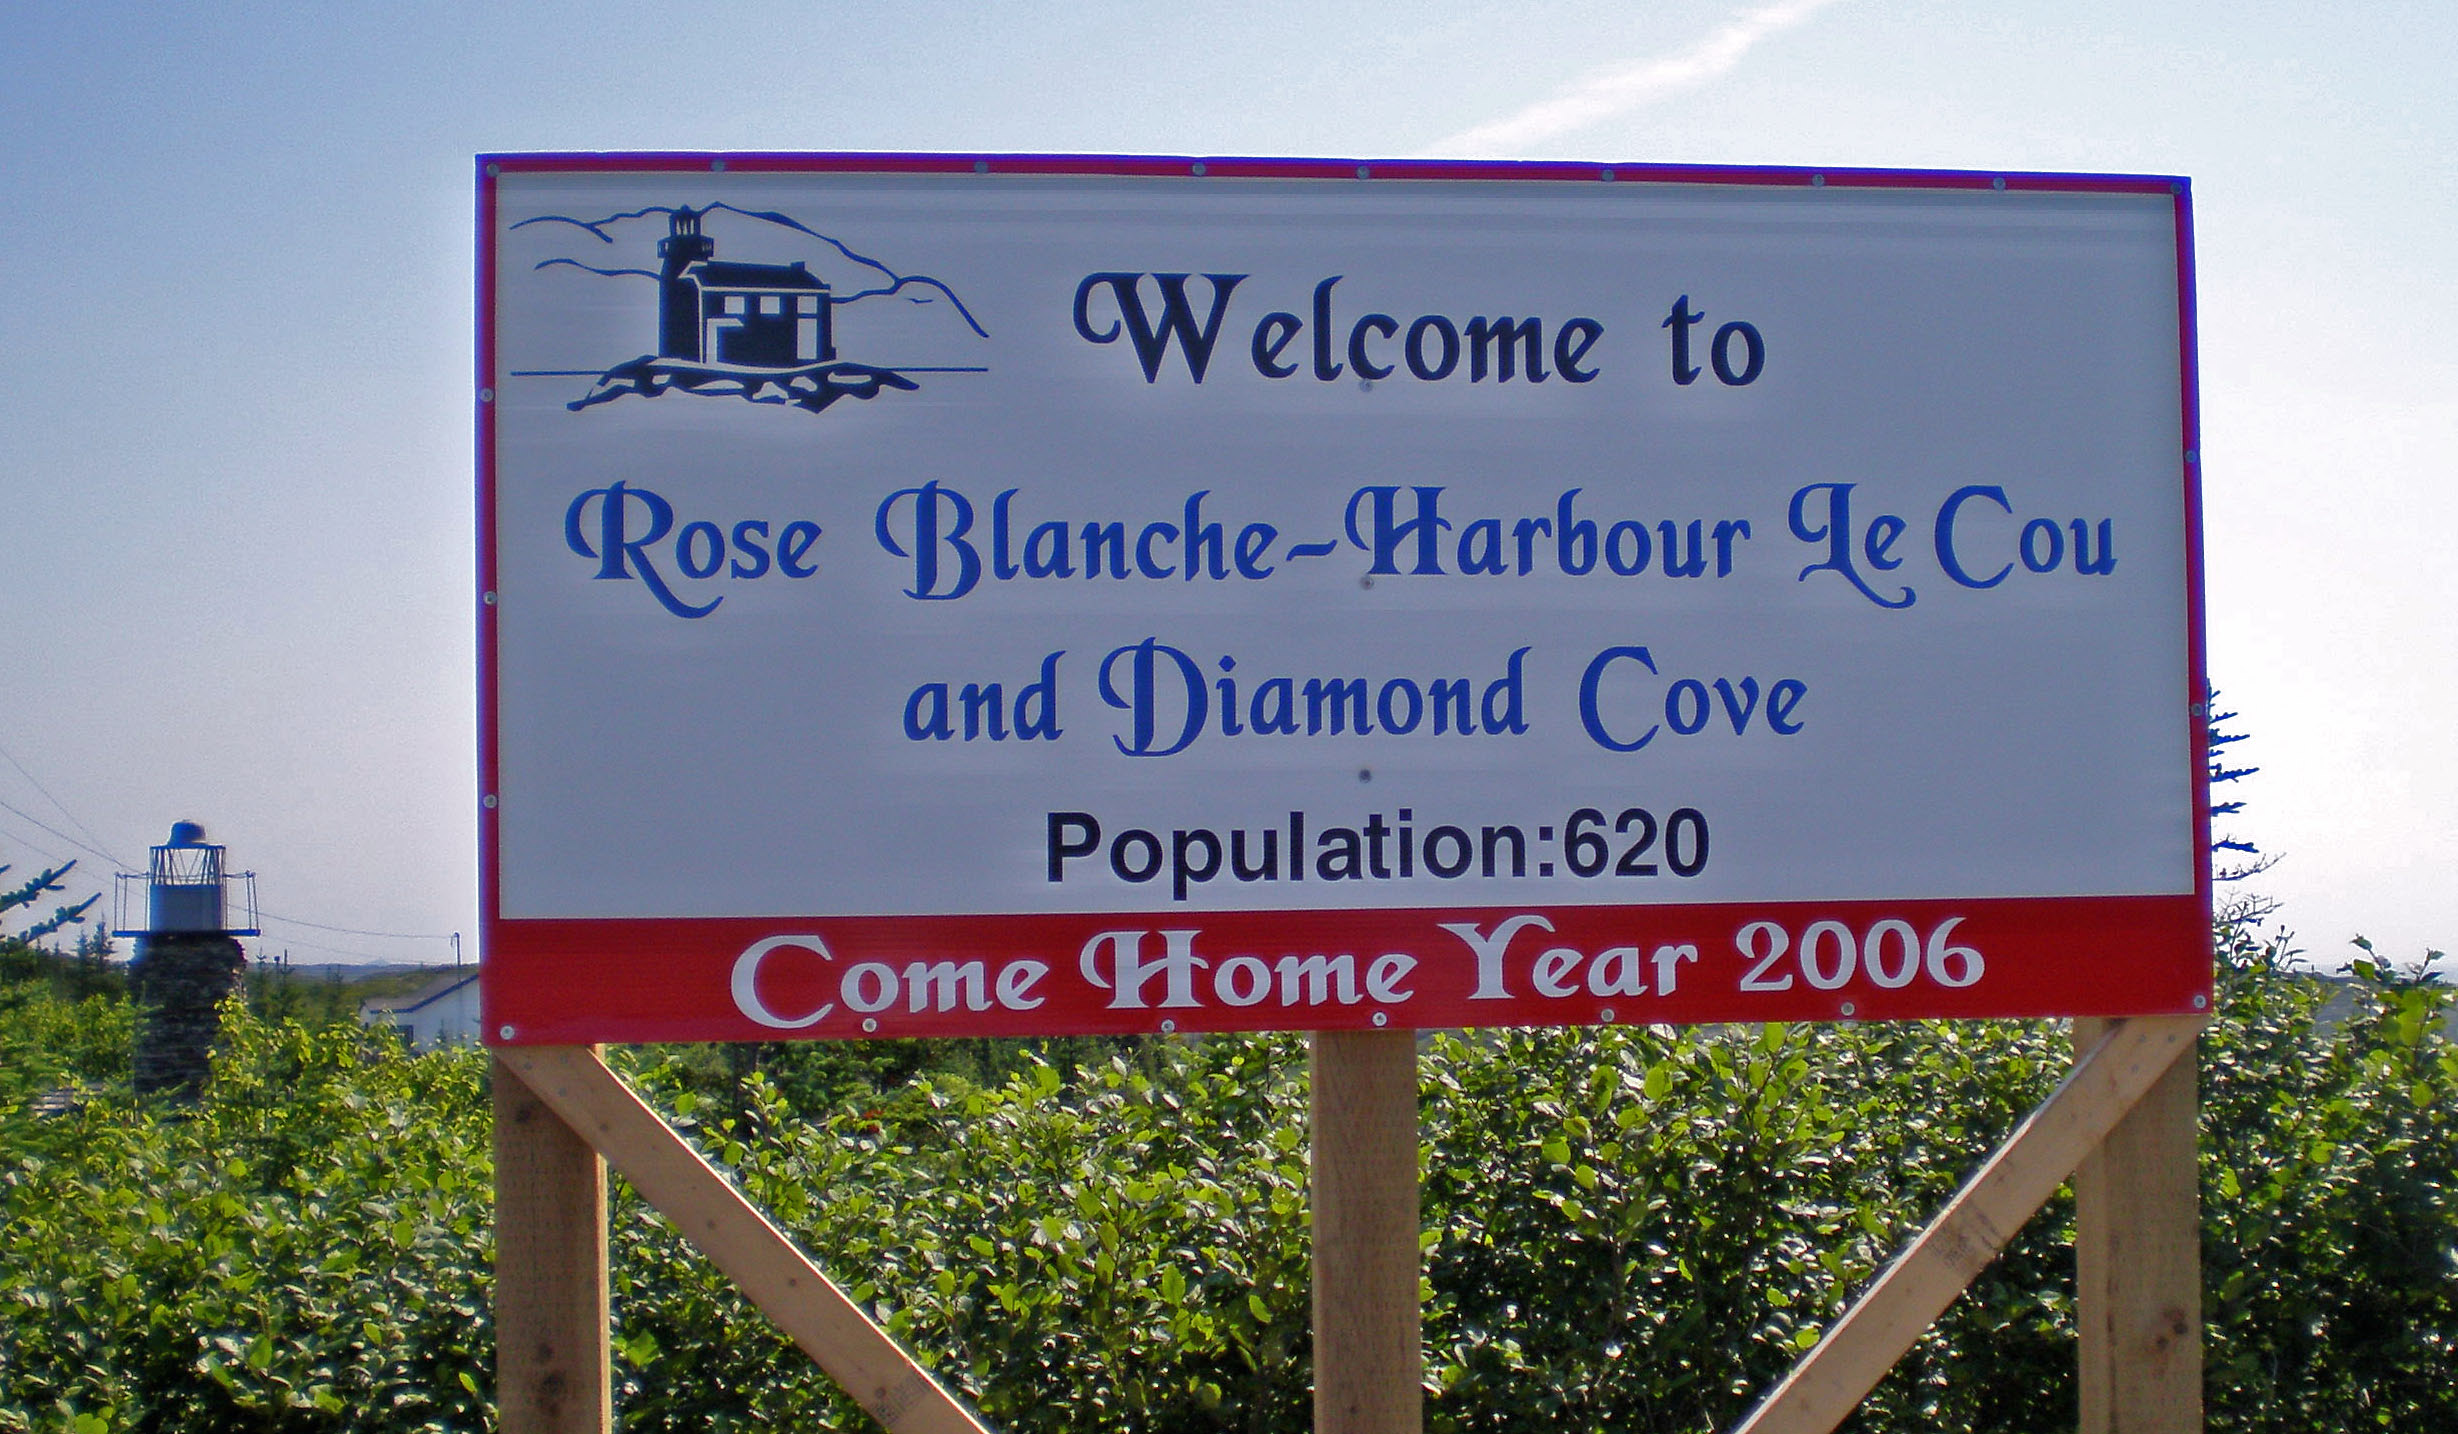 Welcome to
Rose Blanche-Harbour Le Cou
and Diamond Cove
Population:620
Come Home Year 2006